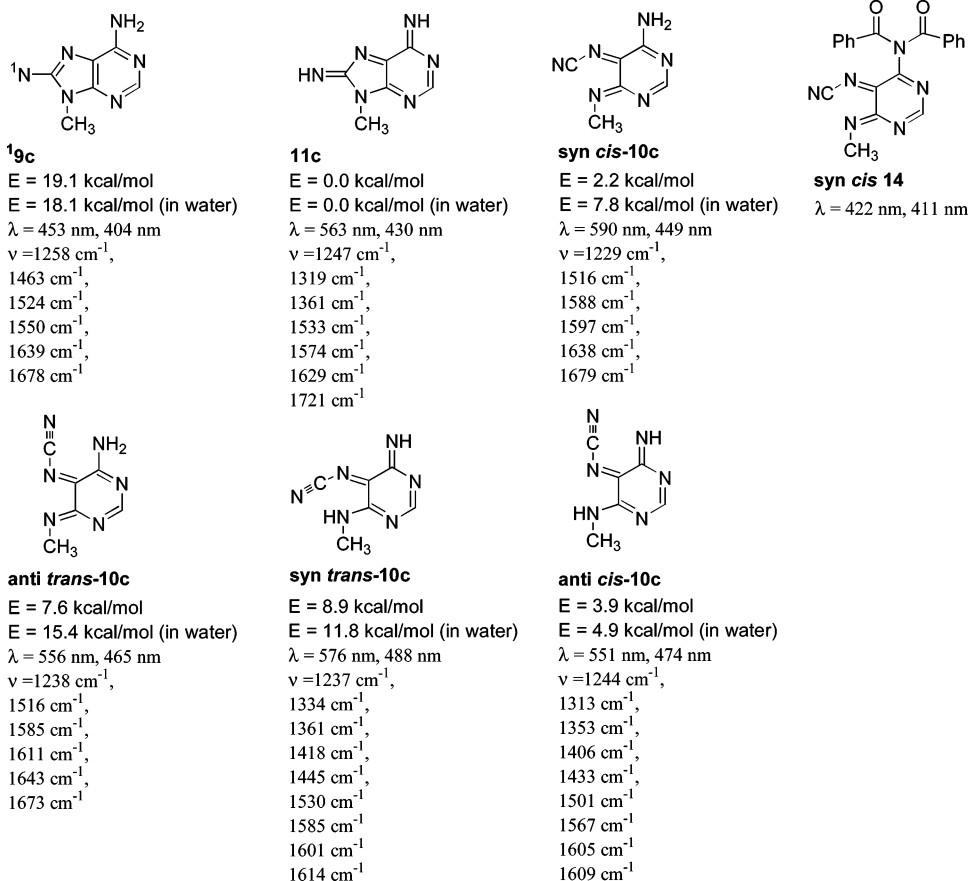 NH₂
N
N
¹N
N
N
CH₃
¹9c
E = 19.1 kcal/mol
E = 18.1 kcal/mol (in water)
λ = 453 nm, 404 nm
ν =1258 cm⁻¹,
1463 cm⁻¹,
1524 cm⁻¹,
1550 cm⁻¹,
1639 cm⁻¹,
1678 cm⁻¹
NH
N
N
HN
N
N
CH₃
11c
E = 0.0 kcal/mol
E = 0.0 kcal/mol (in water)
λ = 563 nm, 430 nm
ν =1247 cm⁻¹,
1319 cm⁻¹,
1361 cm⁻¹,
1533 cm⁻¹,
1574 cm⁻¹,
1629 cm⁻¹,
1721 cm⁻¹
NH₂
N
NC
N
N
N
CH₃
syn cis-10c
E = 2.2 kcal/mol
E = 7.8 kcal/mol (in water)
λ = 590 nm, 449 nm
ν =1229 cm⁻¹,
1516 cm⁻¹,
1588 cm⁻¹,
1597 cm⁻¹,
1638 cm⁻¹,
1679 cm⁻¹
O O
Ph N Ph
N
NC
N
N
N
CH₃
syn cis 14
λ = 422 nm, 411 nm
N
C
NH₂
N
N
N
N
CH₃
anti trans-10c
E = 7.6 kcal/mol
E = 15.4 kcal/mol (in water)
λ = 556 nm, 465 nm
ν =1238 cm⁻¹,
1516 cm⁻¹,
1585 cm⁻¹,
1611 cm⁻¹,
1643 cm⁻¹,
1673 cm⁻¹
NH
N
N≡C
N
HN
N
CH₃
syn trans-10c
E = 8.9 kcal/mol
E = 11.8 kcal/mol (in water)
λ = 576 nm, 488 nm
ν =1237 cm⁻¹,
1334 cm⁻¹,
1361 cm⁻¹,
1418 cm⁻¹,
1445 cm⁻¹,
1530 cm⁻¹
1585 cm⁻¹
1601 cm⁻¹
1614 cm⁻¹
N
C
NH
N
N
HN
N
CH₃
anti cis-10c
E = 3.9 kcal/mol
E = 4.9 kcal/mol (in water)
λ = 551 nm, 474 nm
ν =1244 cm⁻¹,
1313 cm⁻¹,
1353 cm⁻¹,
1406 cm⁻¹,
1433 cm⁻¹,
1501 cm⁻¹
1567 cm⁻¹
1605 cm⁻¹
1609 cm⁻¹